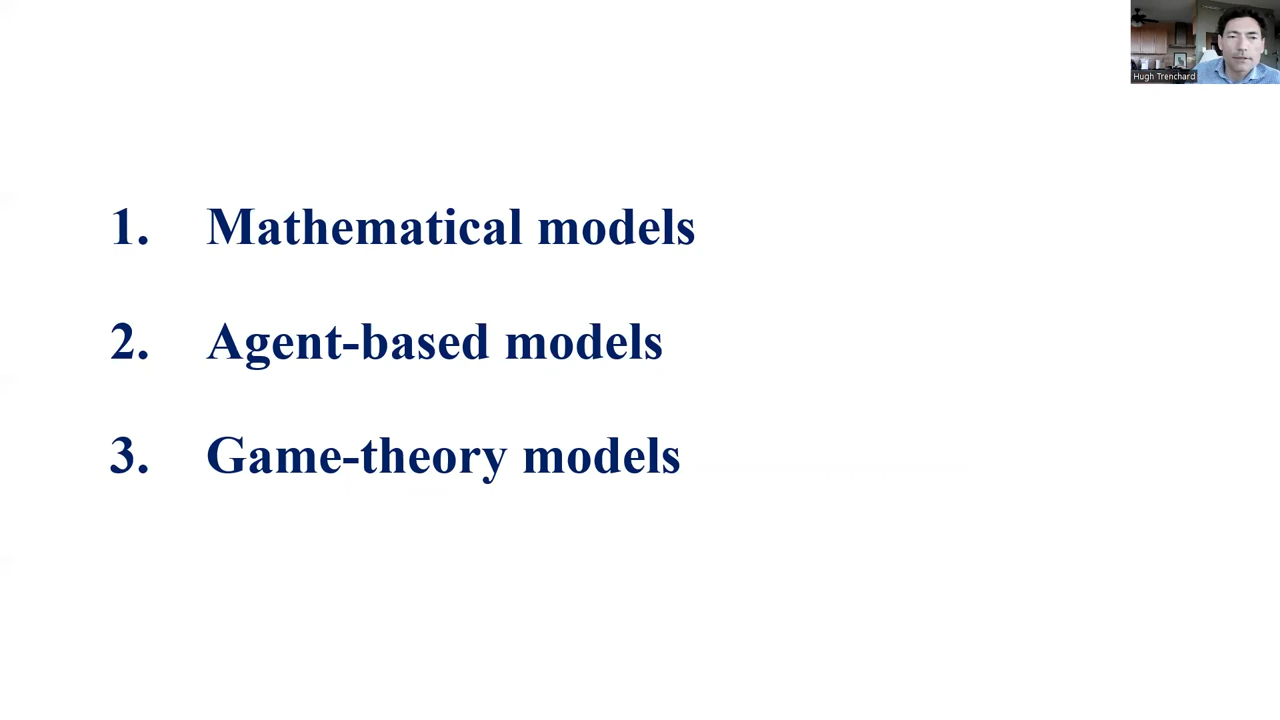 Hugh Trenchard
1. Mathematical models
2. Agent-based models
3. Game-theory models